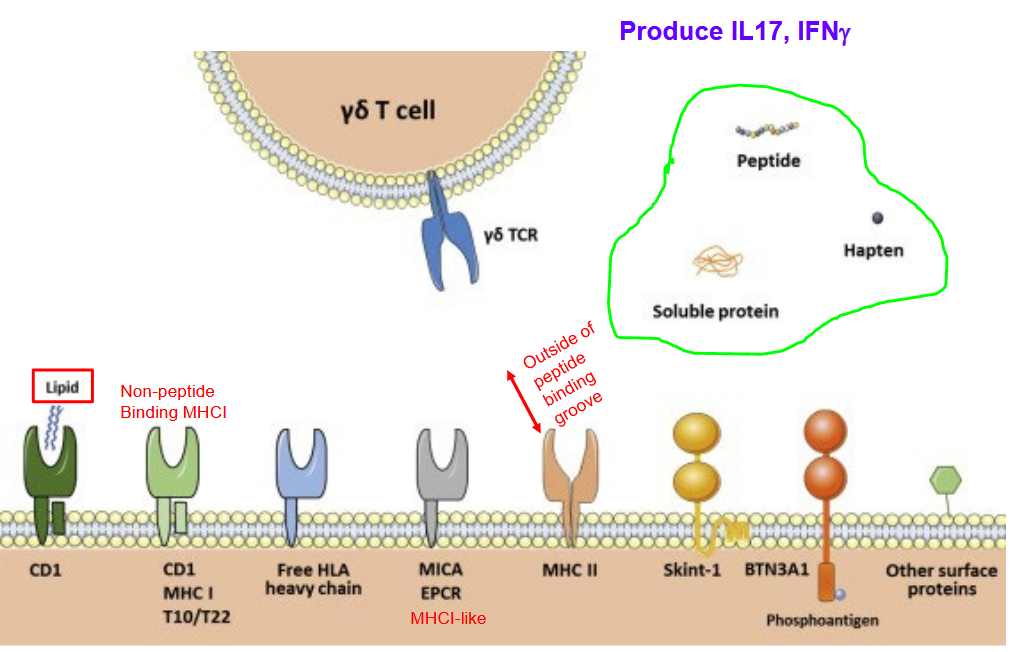 Produce IL17, IFNγ
γδ T cell
γδ TCR
Peptide
Hapten
Soluble protein
Outside of
peptide
binding
groove
Lipid
Non-peptide
Binding MHCI
CD1
CD1
MHC I
T10/T22
Free HLA
heavy chain
MICA
EPCR
MHCI-like
MHC II
Skint-1
BTN3A1
Phosphoantigen
Other surface
proteins